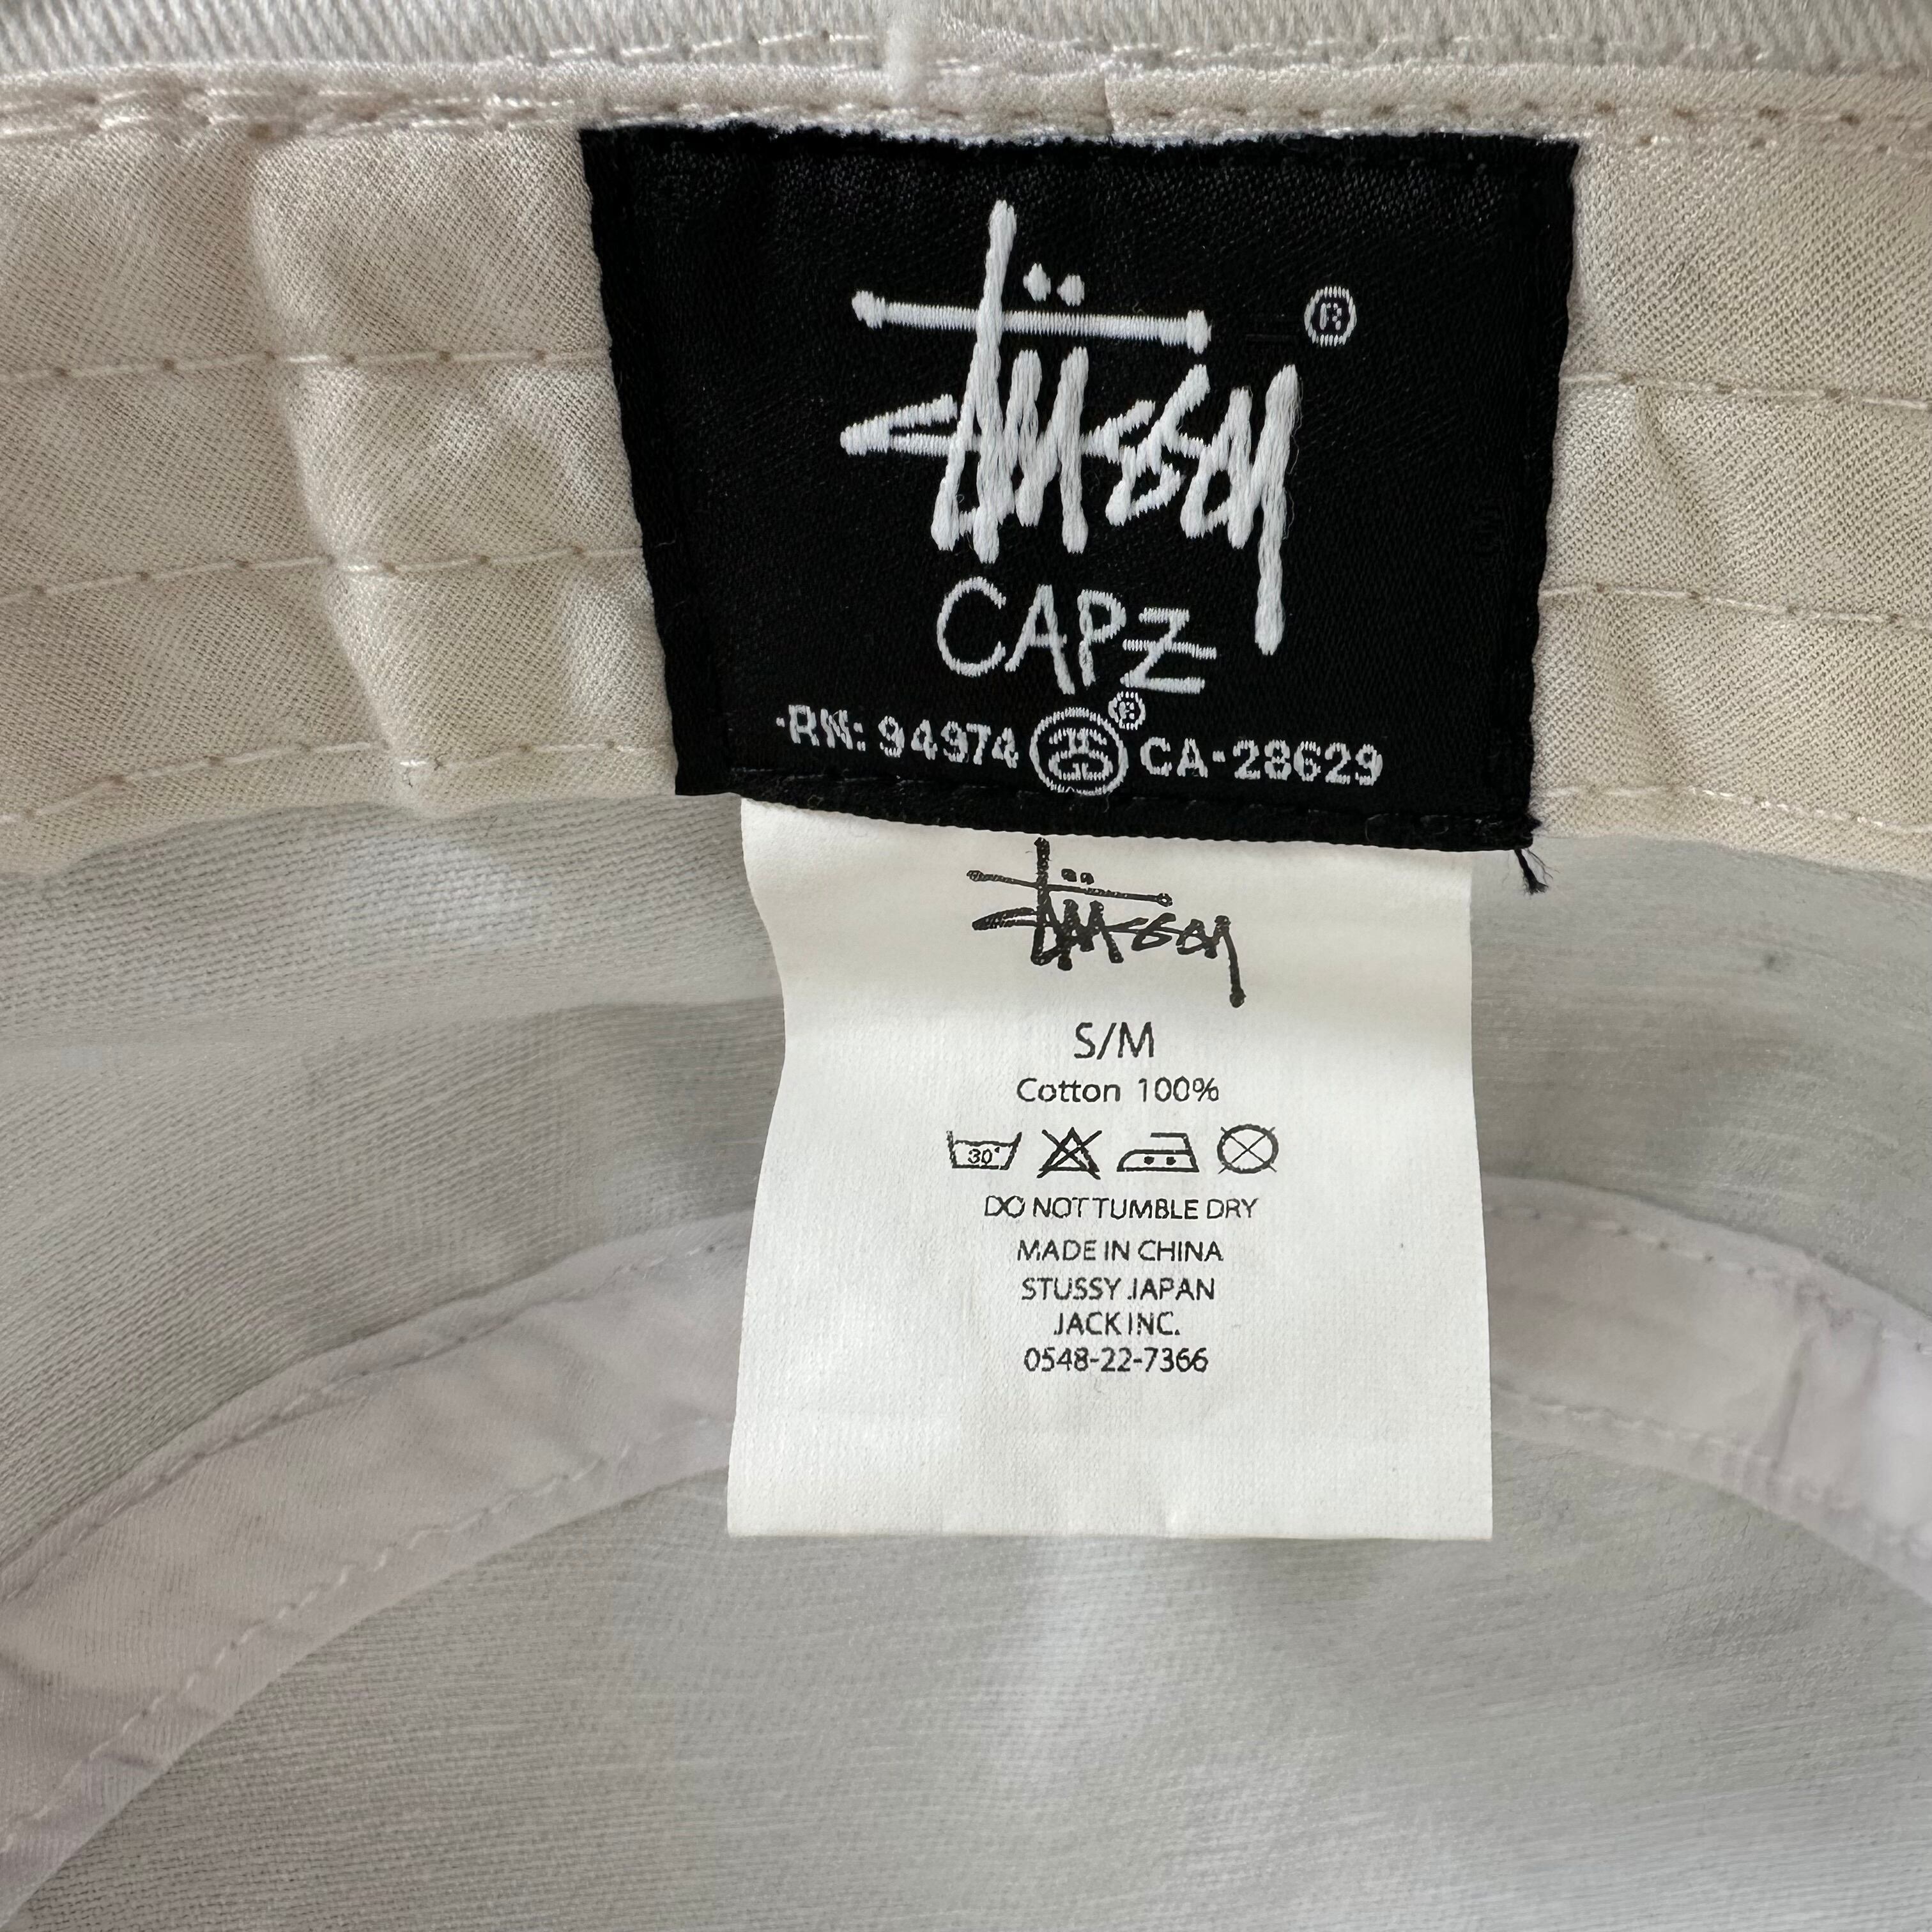 Stüssy ®
CAPZ
®
·RN: 94974 CA·28629
Stüssy
S/M
Cotton 100%
30°
DO NOT TUMBLE DRY
MADE IN CHINA
STUSSY JAPAN
JACK INC.
0548-22-7366